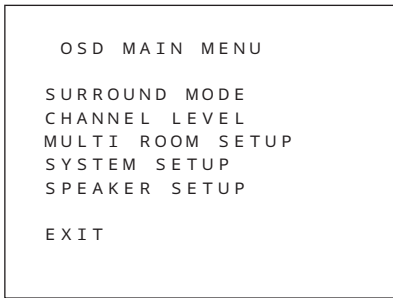 OSD MAIN MENU
SURROUND MODE
CHANNEL LEVEL
MULTI ROOM SETUP
SYSTEM SETUP
SPEAKER SETUP
EXIT